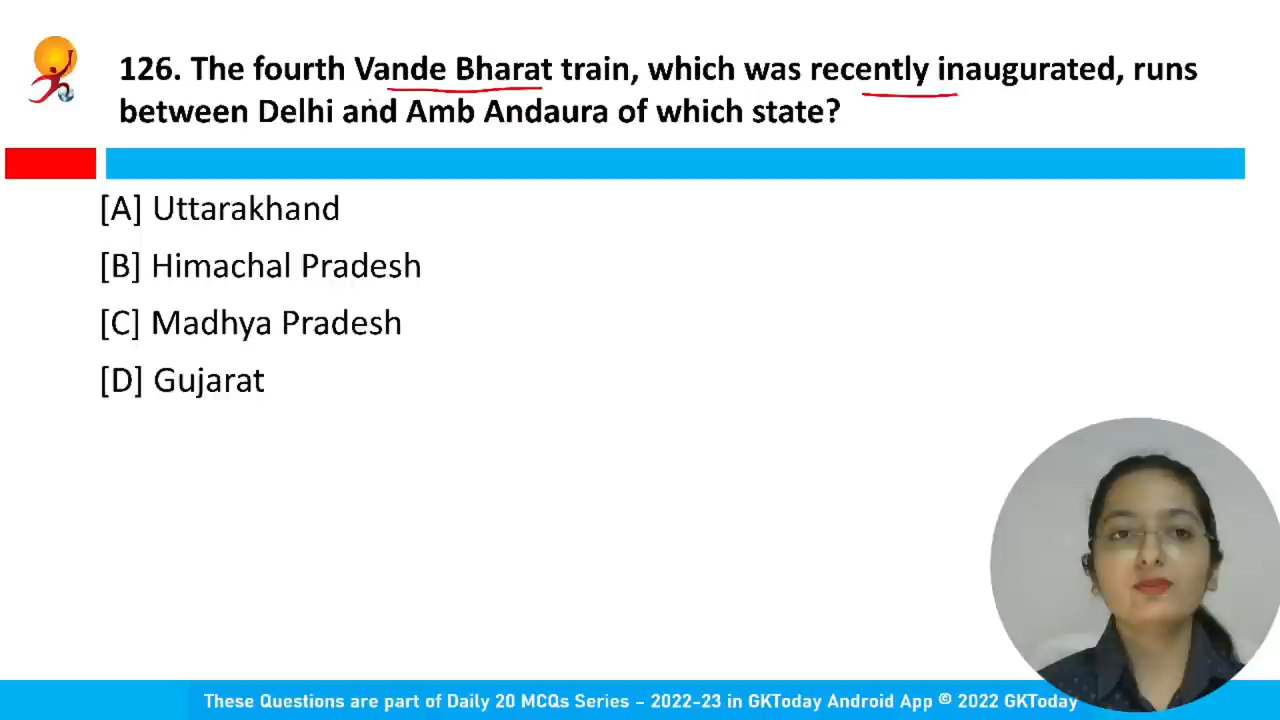 126. The fourth Vande Bharat train, which was recently inaugurated, runs
between Delhi and Amb Andaura of which state?
[A] Uttarakhand
[B] Himachal Pradesh
[C] Madhya Pradesh
[D] Gujarat
These Questions are part of Daily 20 MCQs Series – 2022-23 in GKToday Android App © 2022 GKToday